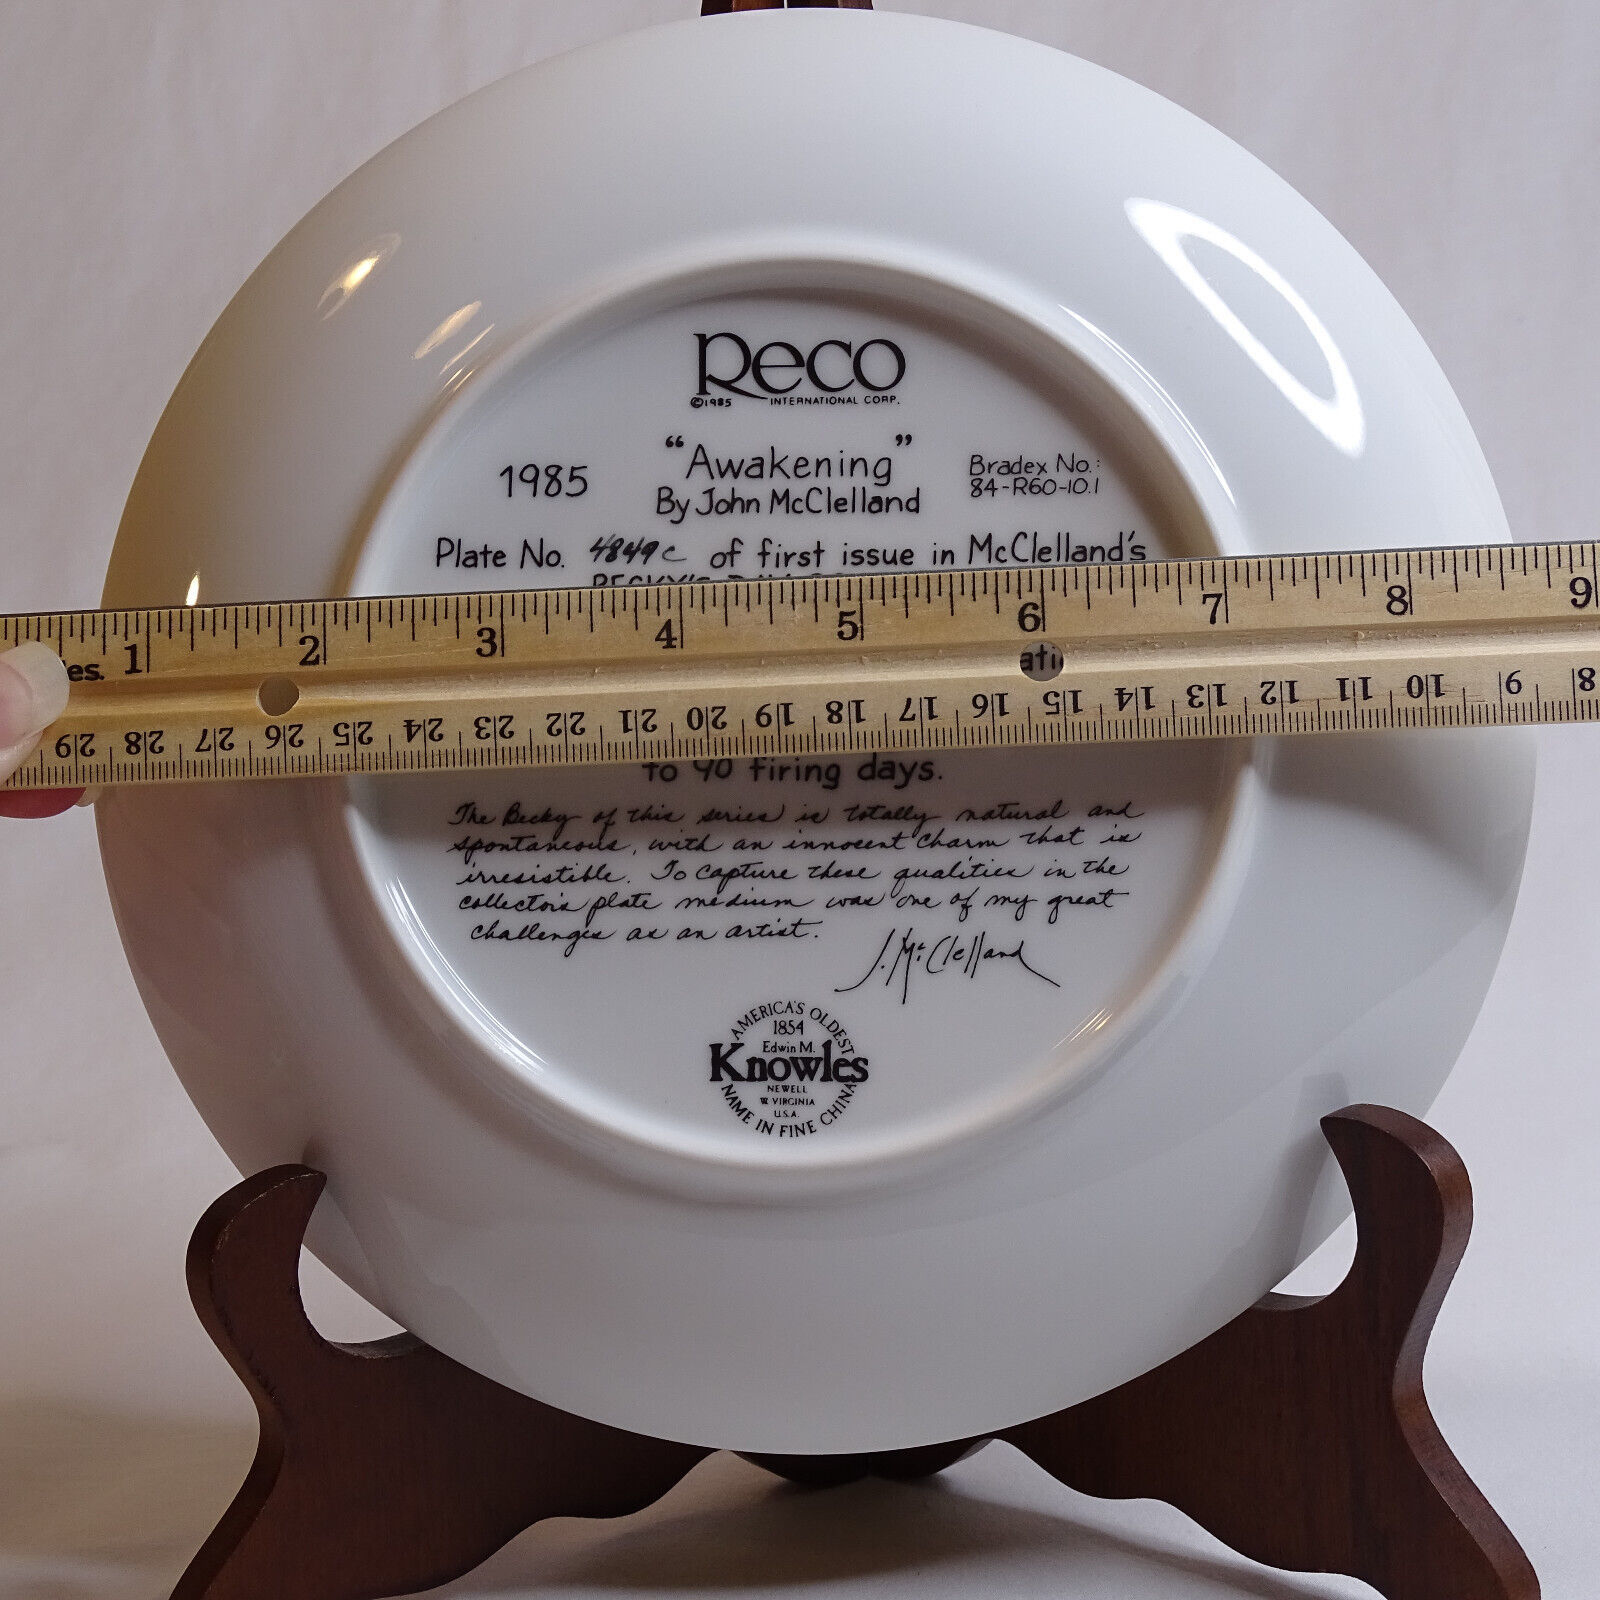 Reco
©1985 INTERNATIONAL CORP.
1985
"Awakening"
By John McClelland
Bradex No.:
84-R60-10.1
Plate No. 4849c of first issue in McClelland's
BECKY'S DAY
1 2 3 4 5 6 7 8 9
es.
ati
29 28 27 26 25 24 23 22 21 20 19 18 17 16 15 14 13 12 11 10 9 8
to 90 firing days.
The Becky of this series is totally natural and
spontaneous, with an innocent charm that is
irresistible. To capture these qualities in the
collector's plate medium was one of my great
challenges as an artist.
J. McClelland
AMERICA'S OLDEST
1854
Edwin M.
Knowles
NEWELL
W. VIRGINIA
U.S.A.
NAME IN FINE CHINA